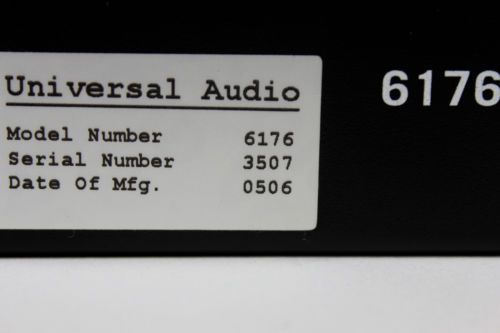 Universal Audio
6176
Model Number 6176
Serial Number 3507
Date Of Mfg. 0506